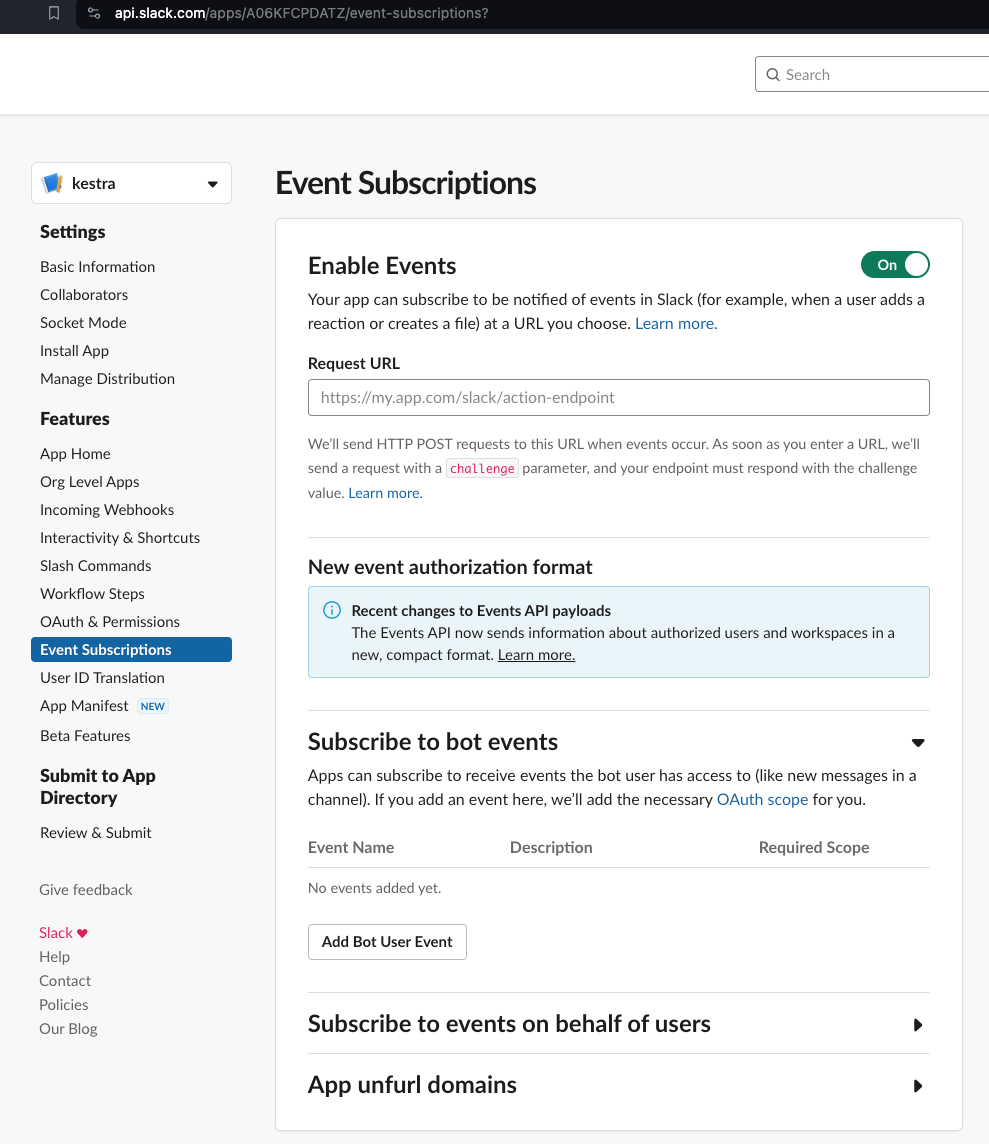 api.slack.com/apps/A06KFCPDATZ/event-subscriptions?
Search
kestra
Settings
Basic Information
Collaborators
Socket Mode
Install App
Manage Distribution
Features
App Home
Org Level Apps
Incoming Webhooks
Interactivity & Shortcuts
Slash Commands
Workflow Steps
OAuth & Permissions
Event Subscriptions
User ID Translation
App Manifest NEW
Beta Features
Submit to App
Directory
Review & Submit
Give feedback
Slack ♥
Help
Contact
Policies
Our Blog
Event Subscriptions
Enable Events
On
Your app can subscribe to be notified of events in Slack (for example, when a user adds a
reaction or creates a file) at a URL you choose. Learn more.
Request URL
https://my.app.com/slack/action-endpoint
We’ll send HTTP POST requests to this URL when events occur. As soon as you enter a URL, we’ll
send a request with a challenge parameter, and your endpoint must respond with the challenge
value. Learn more.
New event authorization format
Recent changes to Events API payloads
The Events API now sends information about authorized users and workspaces in a
new, compact format. Learn more.
Subscribe to bot events
Apps can subscribe to receive events the bot user has access to (like new messages in a
channel). If you add an event here, we’ll add the necessary OAuth scope for you.
Event Name Description Required Scope
No events added yet.
Add Bot User Event
Subscribe to events on behalf of users
App unfurl domains